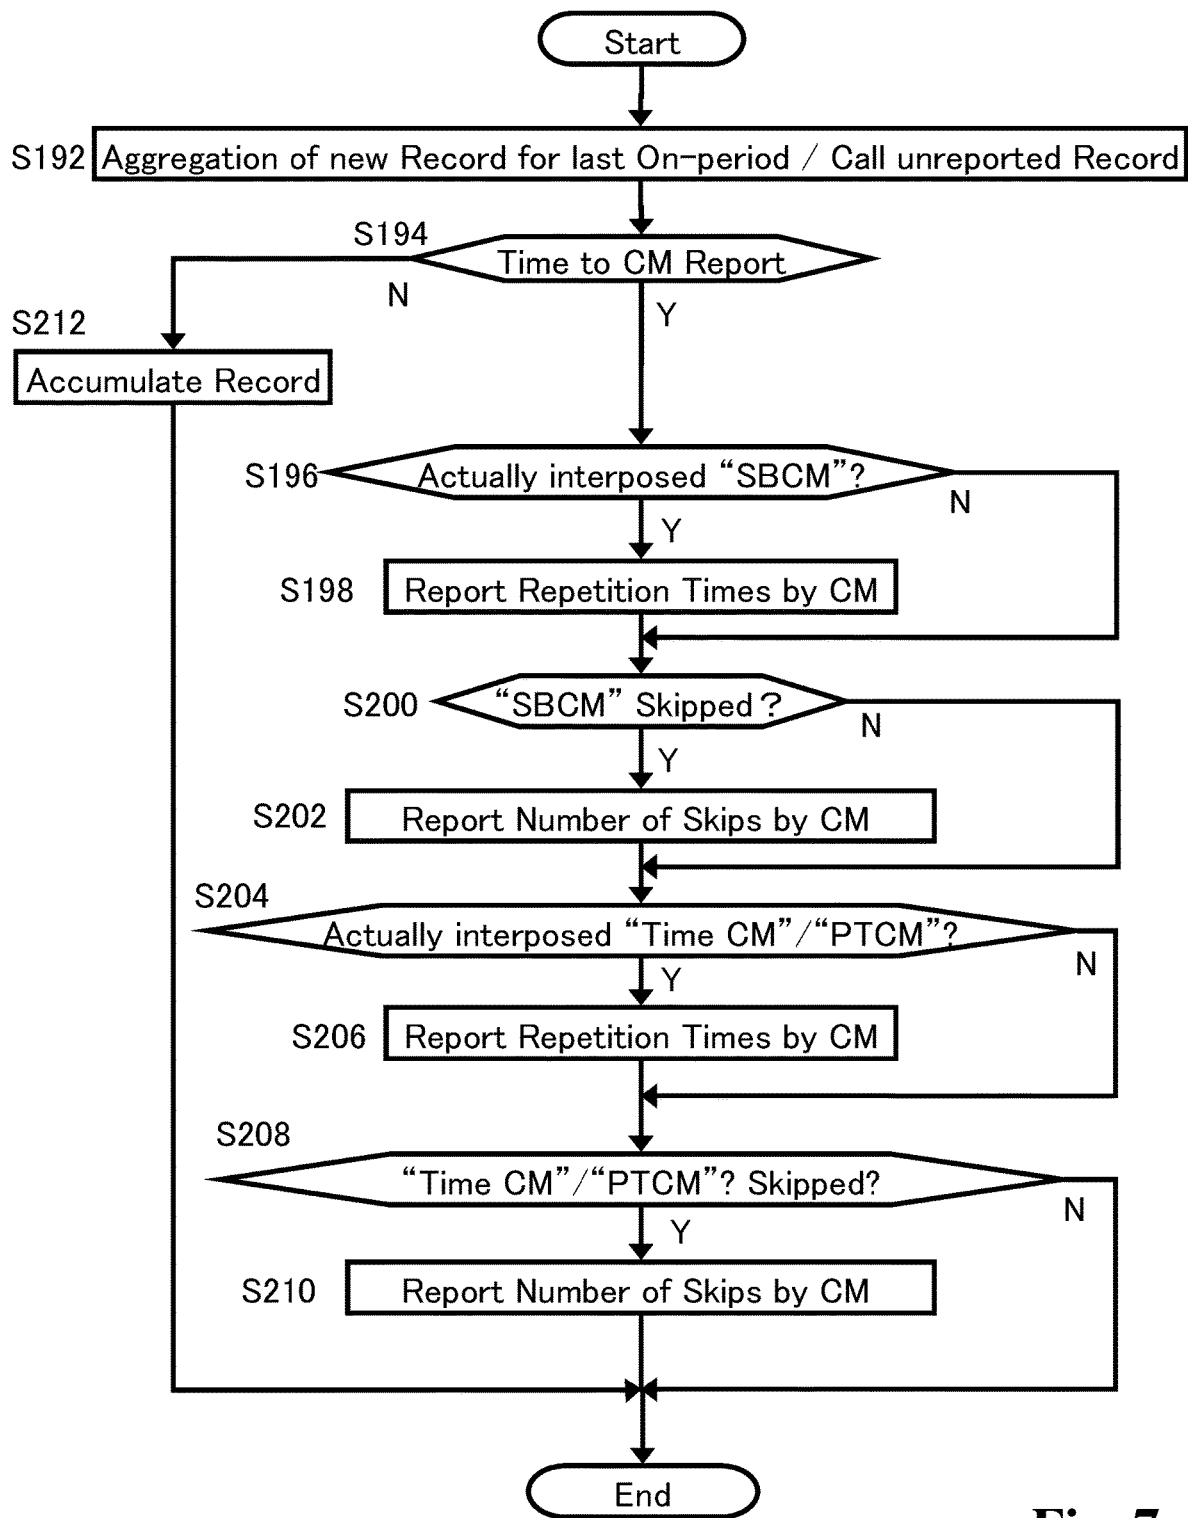 Start
S192 Aggregation of new Record for last On-period / Call unreported Record
S194
Time to CM Report
N
Y
S212
Accumulate Record
S196 Actually interposed “SBCM”?
N
Y
S198 Report Repetition Times by CM
S200 “SBCM” Skipped?
N
Y
S202 Report Number of Skips by CM
S204
Actually interposed “Time CM”/“PTCM”?
N
Y
S206 Report Repetition Times by CM
S208
“Time CM”/“PTCM”? Skipped?
N
Y
S210 Report Number of Skips by CM
End
Fig. 7